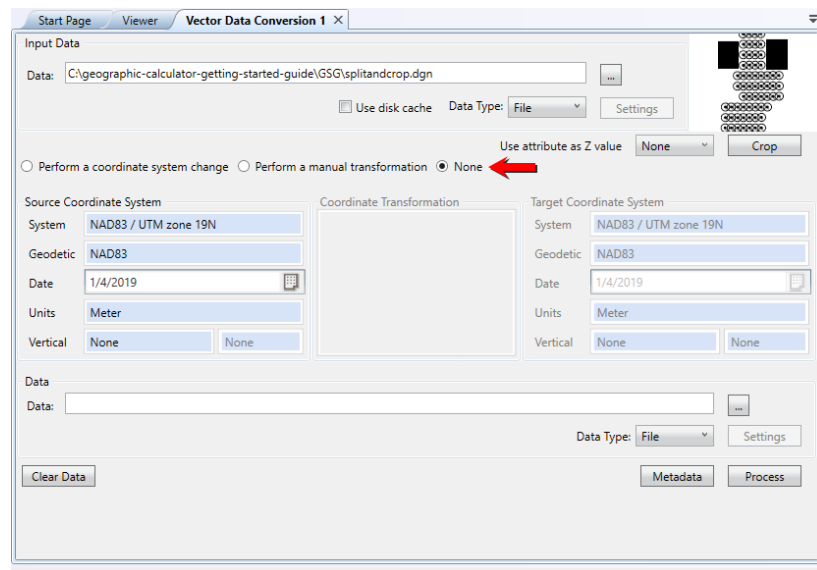 Start Page Viewer Vector Data Conversion 1
Input Data
Data: C:\geographic-calculator-getting-started-guide\GSG\splitandcrop.dgn ...
Use disk cache Data Type: File Settings
Use attribute as Z value None Crop
Perform a coordinate system change Perform a manual transformation None
Source Coordinate System Coordinate Transformation Target Coordinate System
System NAD83 / UTM zone 19N System NAD83 / UTM zone 19N
Geodetic NAD83 Geodetic NAD83
Date 1/4/2019 Date 1/4/2019
Units Meter Units Meter
Vertical None None Vertical None None
Data
Data: ...
Data Type: File Settings
Clear Data Metadata Process